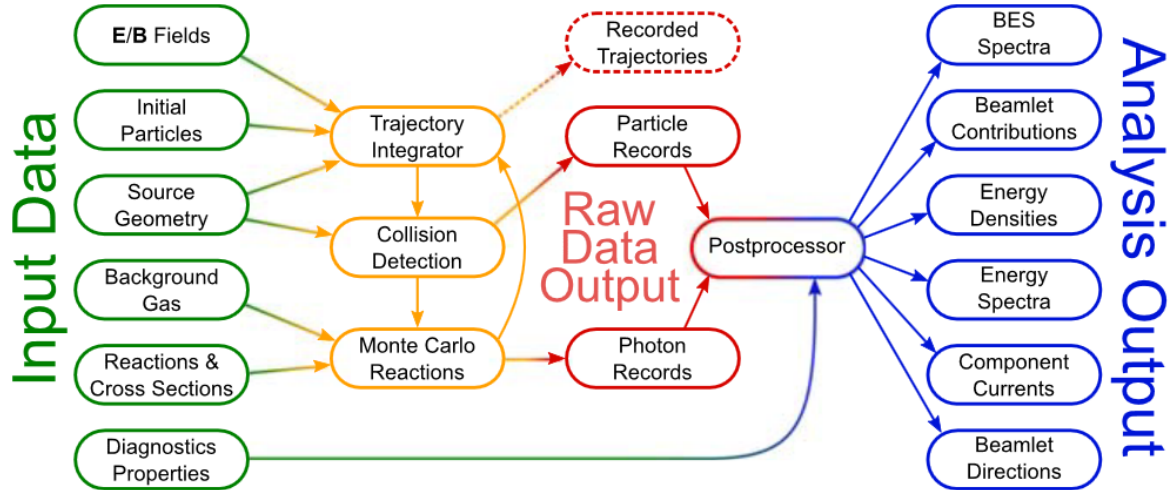 Input Data
E/B Fields
Initial
Particles
Source
Geometry
Background
Gas
Reactions &
Cross Sections
Diagnostics
Properties
Trajectory
Integrator
Collision
Detection
Monte Carlo
Reactions
Recorded
Trajectories
Particle
Records
Raw
Data
Output
Photon
Records
Postprocessor
BES
Spectra
Beamlet
Contributions
Energy
Densities
Energy
Spectra
Component
Currents
Beamlet
Directions
Analysis Output